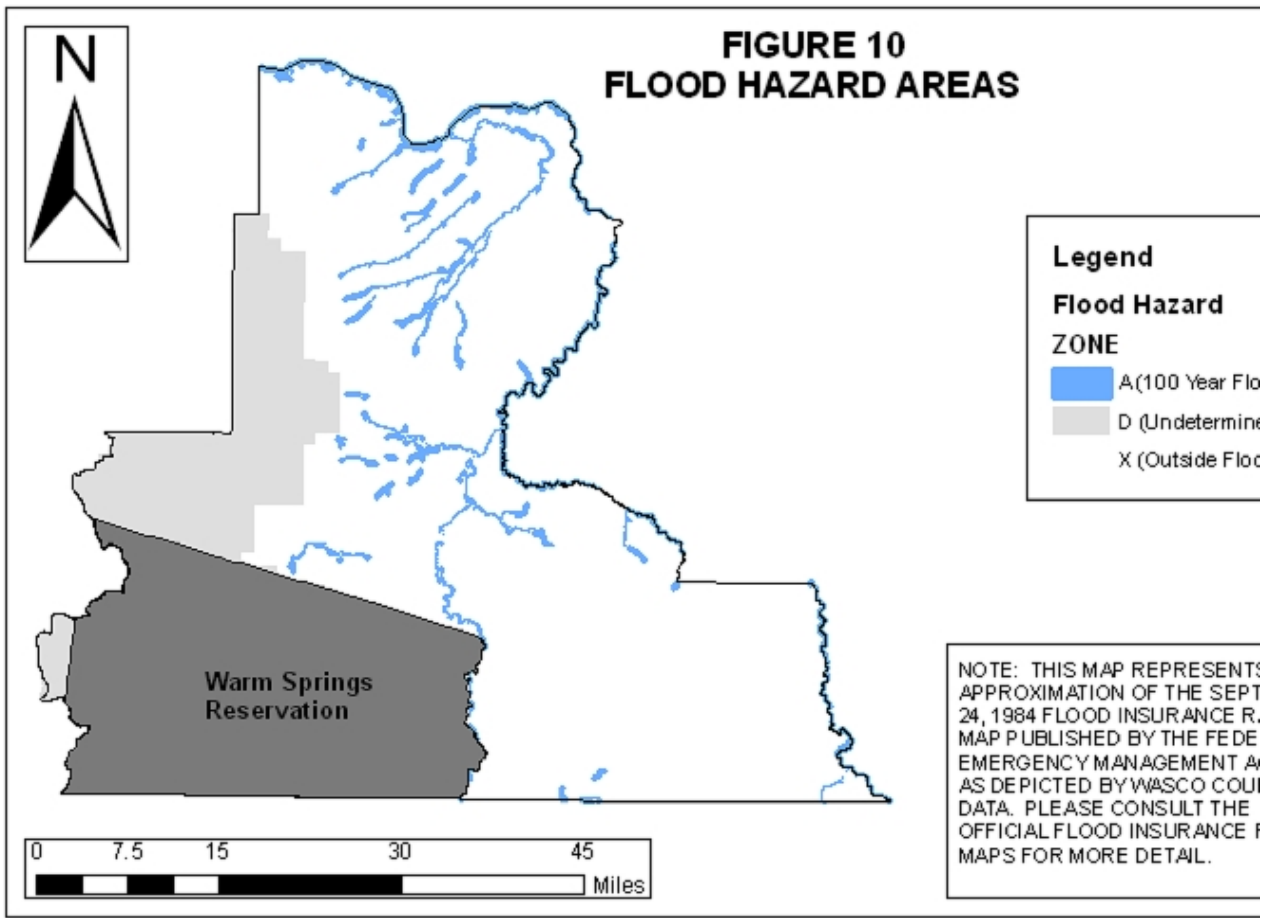 N
FIGURE 10
FLOOD HAZARD AREAS
Legend
Flood Hazard
ZONE
A (100 Year Flo
D (Undetermine
X (Outside Floo
Warm Springs
Reservation
NOTE: THIS MAP REPRESENTS
APPROXIMATION OF THE SEPT
24, 1984 FLOOD INSURANCE R
MAP PUBLISHED BY THE FEDE
EMERGENCY MANAGEMENT A
AS DEPICTED BY WASCO COU
DATA. PLEASE CONSULT THE
OFFICIAL FLOOD INSURANCE
MAPS FOR MORE DETAIL.
0 7.5 15 30 45
Miles